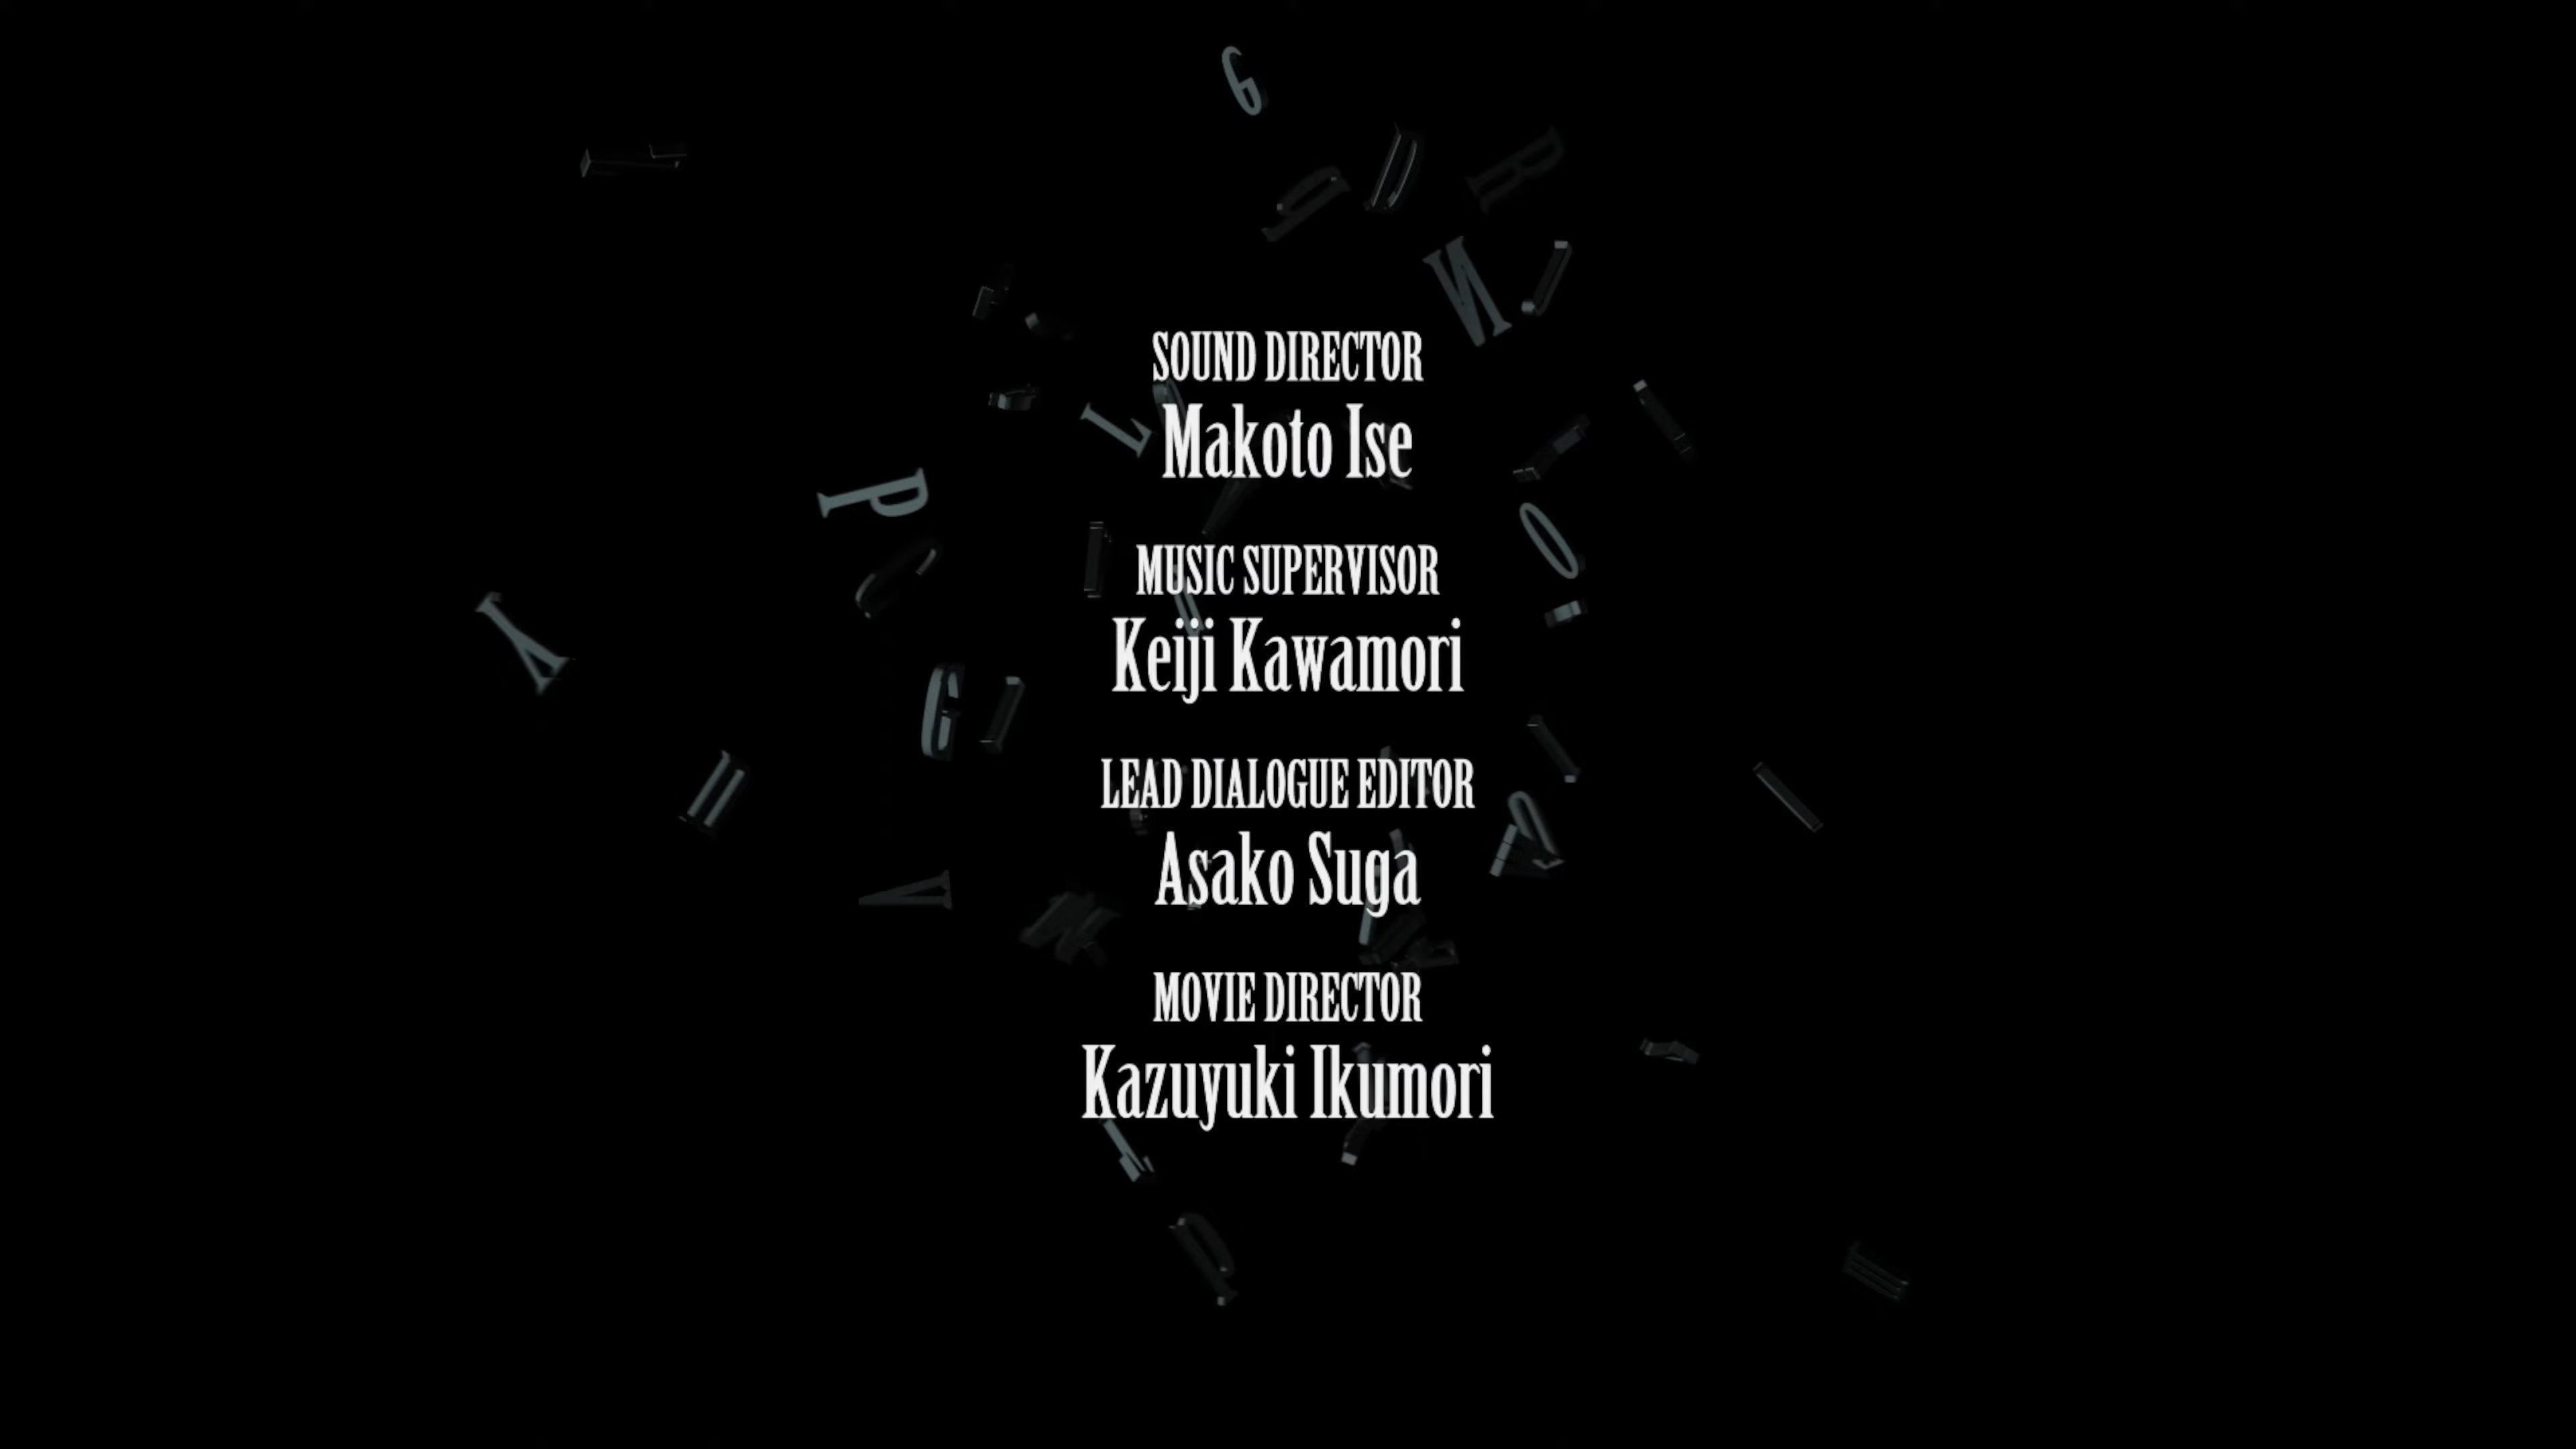 SOUND DIRECTOR
Makoto Ise
MUSIC SUPERVISOR
Keiji Kawamori
LEAD DIALOGUE EDITOR
Asako Suga
MOVIE DIRECTOR
Kazuyuki Ikumori